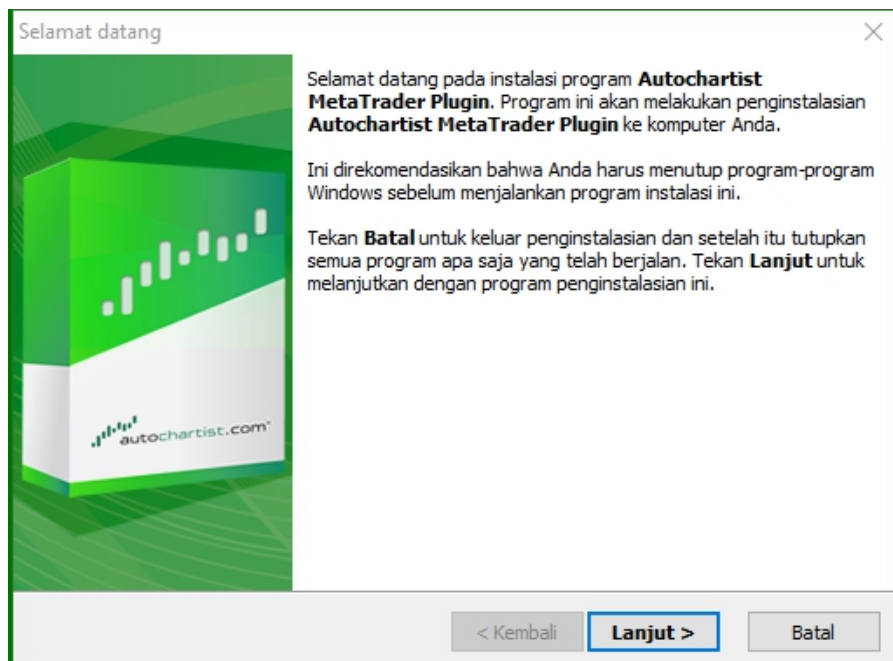 Selamat datang
Selamat datang pada instalasi program Autochartist
MetaTrader Plugin. Program ini akan melakukan penginstalasian
Autochartist MetaTrader Plugin ke komputer Anda.
Ini direkomendasikan bahwa Anda harus menutup program-program
Windows sebelum menjalankan program instalasi ini.
Tekan Batal untuk keluar penginstalasian dan setelah itu tutupkan
semua program apa saja yang telah berjalan. Tekan Lanjut untuk
melanjutkan dengan program penginstalasian ini.
autochartist.com
< Kembali
Lanjut >
Batal